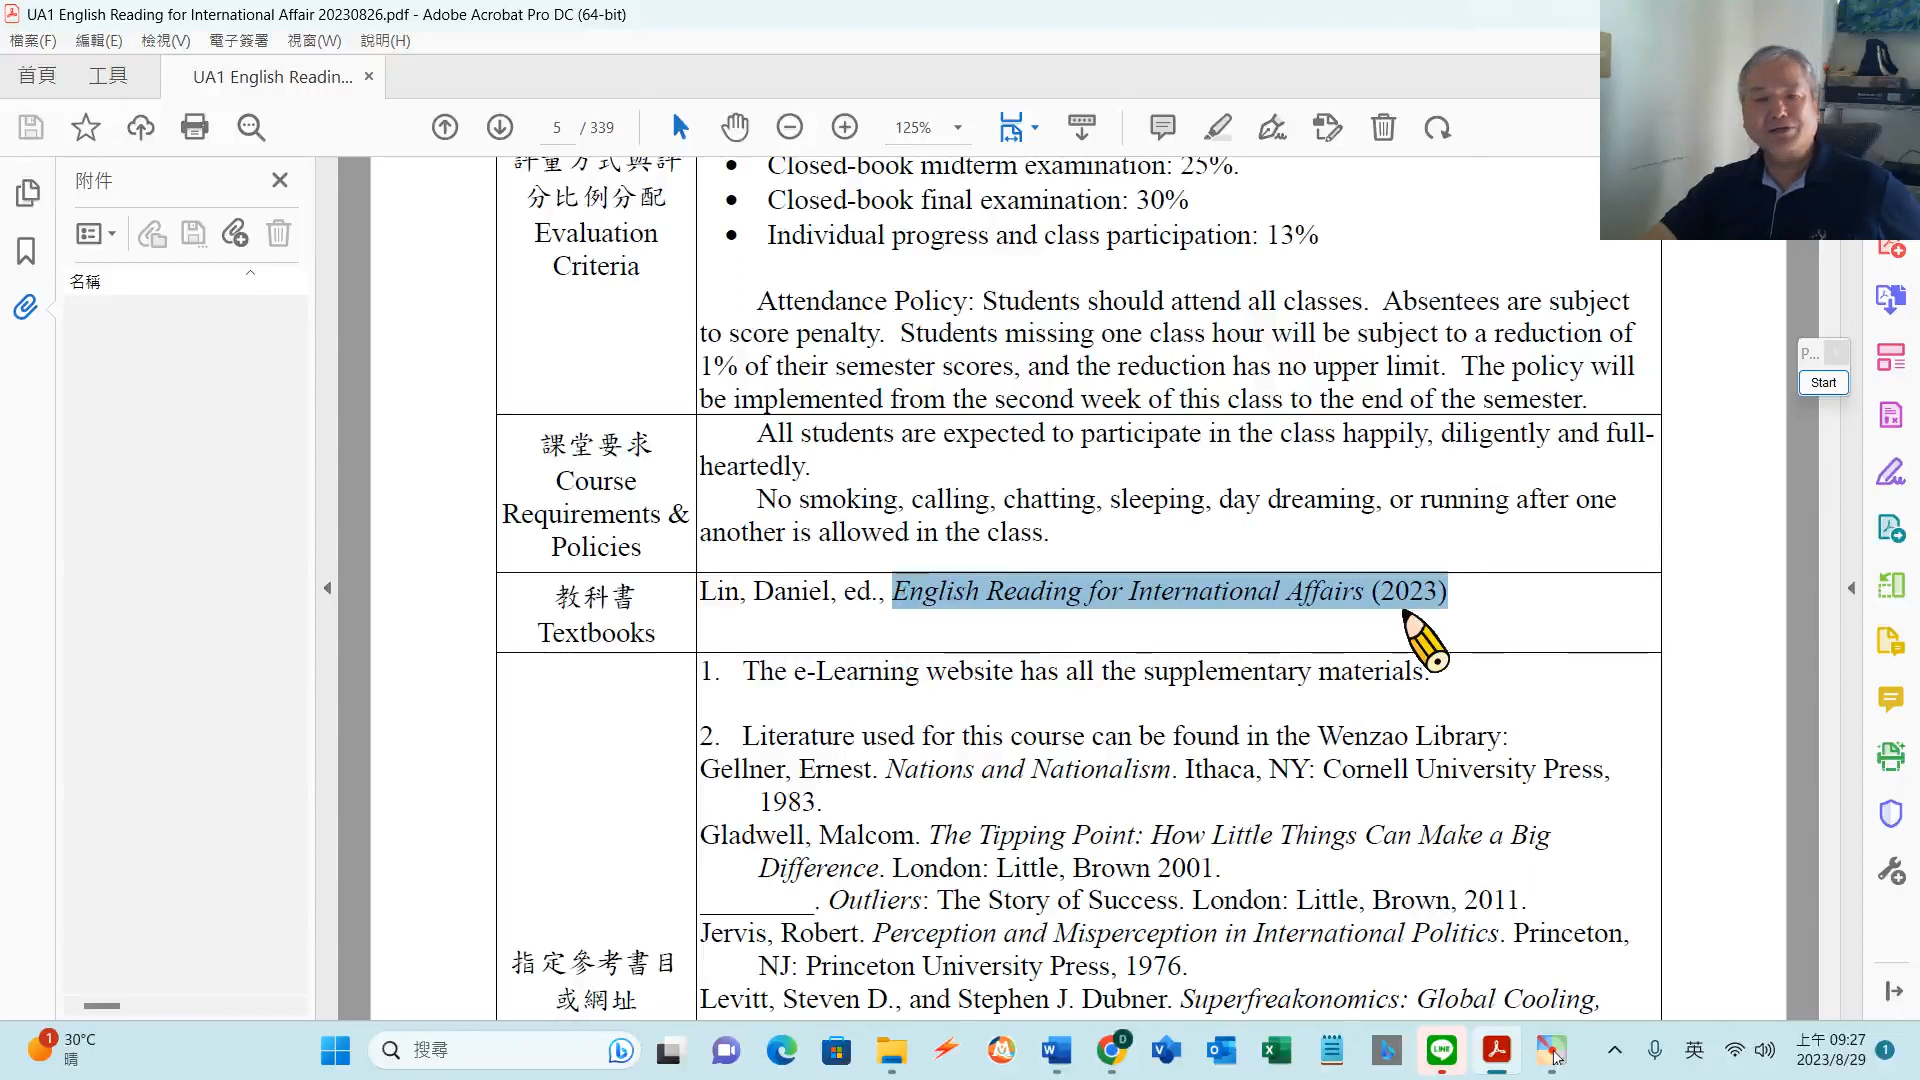 UA1 English Reading for International Affair 20230826.pdf - Adobe Acrobat Pro DC (64-bit)
檔案(F) 編輯(E) 檢視(V) 電子簽署 視窗(W) 說明(H)
首頁 工具 UA1 English Readin... ×
5 / 339 125%
附件
名稱
評量方式與評
分比例分配
Evaluation
Criteria
• Closed-book midterm examination: 25%.
• Closed-book final examination: 30%
• Individual progress and class participation: 13%
Attendance Policy: Students should attend all classes. Absentees are subject
to score penalty. Students missing one class hour will be subject to a reduction of
1% of their semester scores, and the reduction has no upper limit. The policy will
be implemented from the second week of this class to the end of the semester.
課堂要求
Course
Requirements &
Policies
All students are expected to participate in the class happily, diligently and full-
heartedly.
No smoking, calling, chatting, sleeping, day dreaming, or running after one
another is allowed in the class.
教科書
Textbooks
Lin, Daniel, ed., English Reading for International Affairs (2023)
指定參考書目
或網址
1. The e-Learning website has all the supplementary materials.
2. Literature used for this course can be found in the Wenzao Library:
Gellner, Ernest. Nations and Nationalism. Ithaca, NY: Cornell University Press,
1983.
Gladwell, Malcom. The Tipping Point: How Little Things Can Make a Big
Difference. London: Little, Brown 2001.
________. Outliers: The Story of Success. London: Little, Brown, 2011.
Jervis, Robert. Perception and Misperception in International Politics. Princeton,
NJ: Princeton University Press, 1976.
Levitt, Steven D., and Stephen J. Dubner. Superfreakonomics: Global Cooling,
P...
Start
30°C
晴
搜尋
LINE
英
上午 09:27
2023/8/29